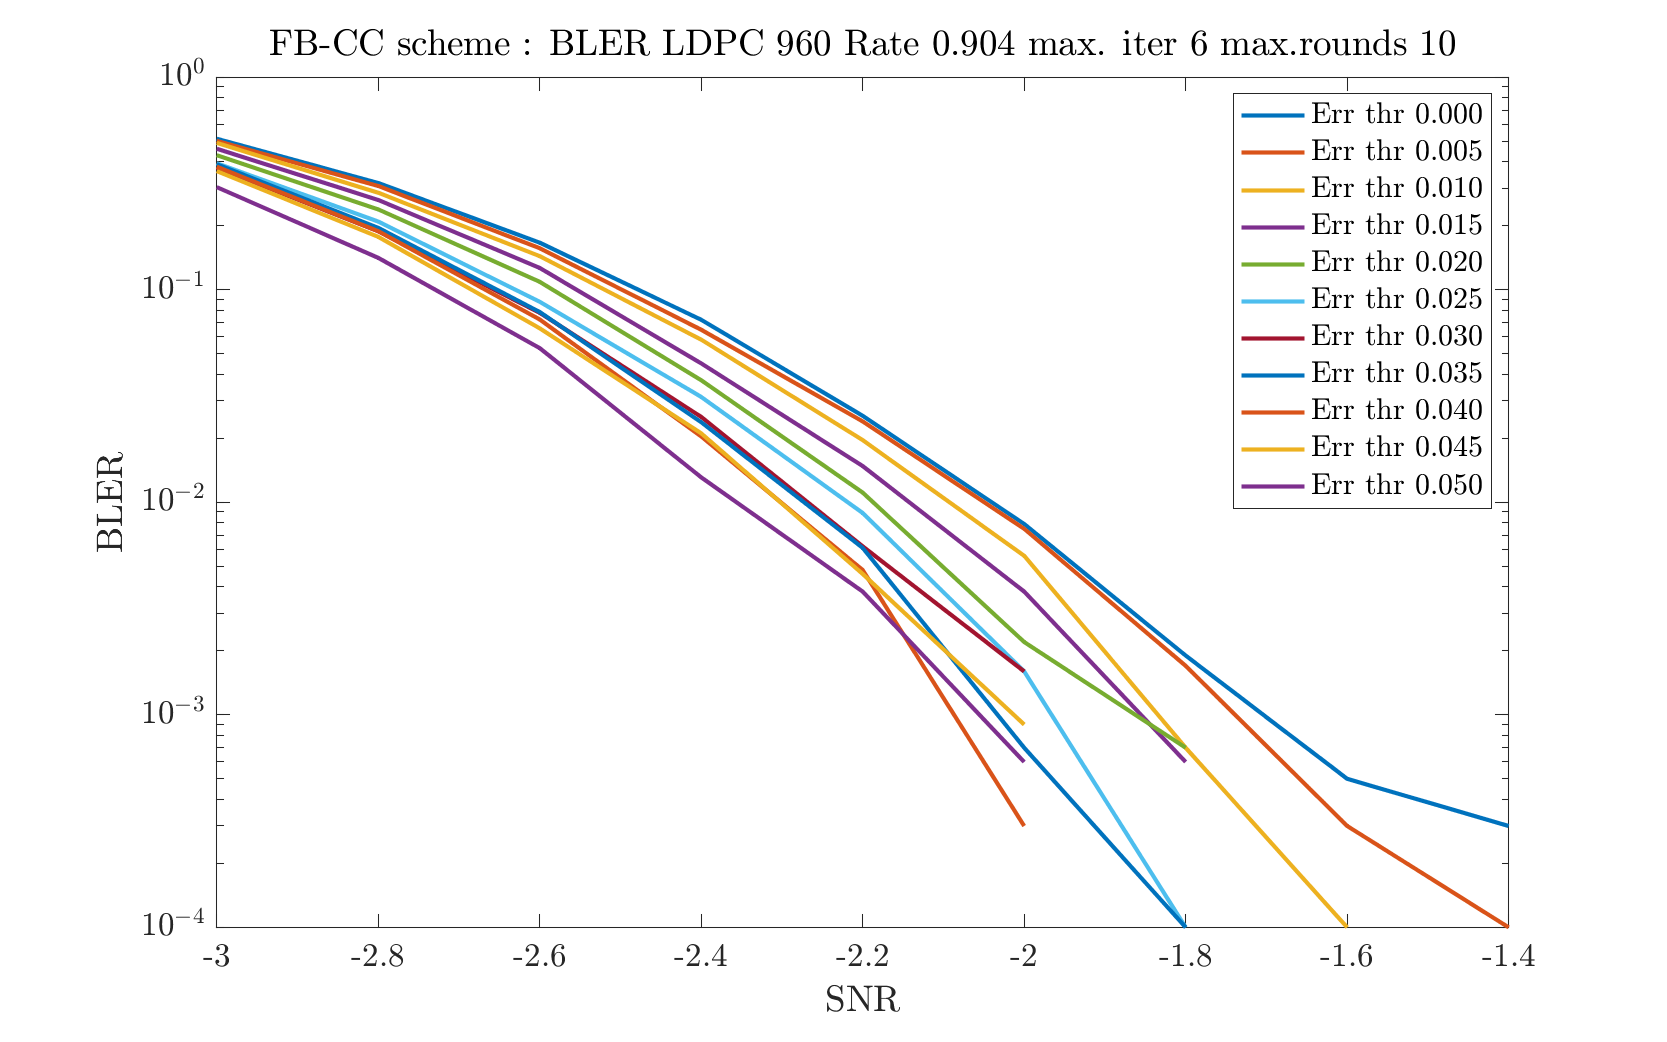 FB-CC scheme : BLER LDPC 960 Rate 0.904 max. iter 6 max.rounds 10
10⁰
10⁻¹
10⁻²
10⁻³
10⁻⁴
BLER
Err thr 0.000
Err thr 0.005
Err thr 0.010
Err thr 0.015
Err thr 0.020
Err thr 0.025
Err thr 0.030
Err thr 0.035
Err thr 0.040
Err thr 0.045
Err thr 0.050
-3 -2.8 -2.6 -2.4 -2.2 -2 -1.8 -1.6 -1.4
SNR